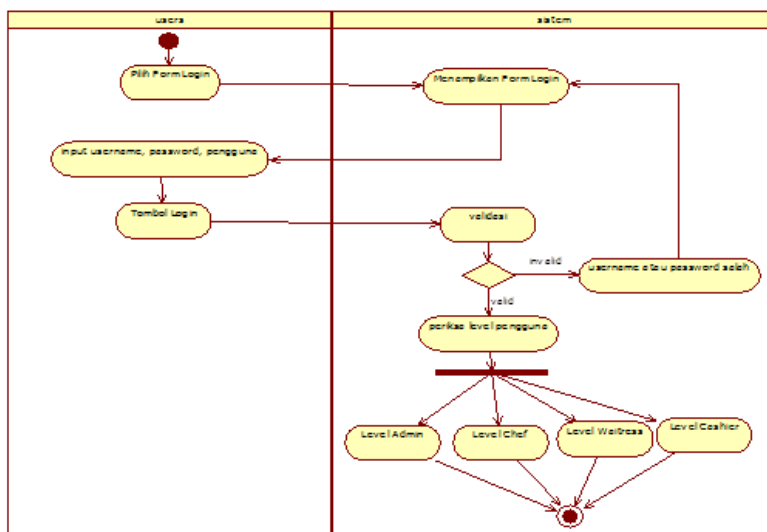 users
sistem
Pilih Form Login
Menampilkan Form Login
input username, password, pengguna
Tombol Login
validasi
invalid
username atau password salah
valid
periksa level pengguna
Level Admin
Level Chef
Level Waitress
Level Cashier